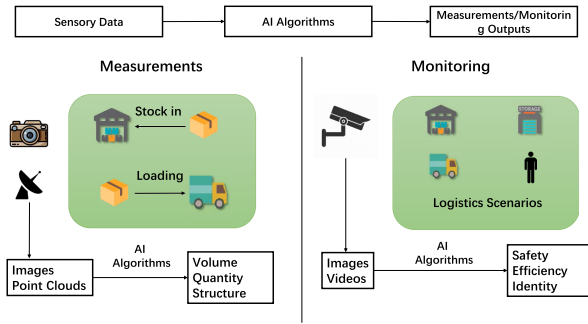 Sensory Data
AI Algorithms
Measurements/Monitorin
g Outputs
Measurements
Stock in
Loading
AI
Algorithms
Images
Point Clouds
Volume
Quantity
Structure
Monitoring
STORAGE
Logistics Scenarios
AI
Algorithms
Images
Videos
Safety
Efficiency
Identity